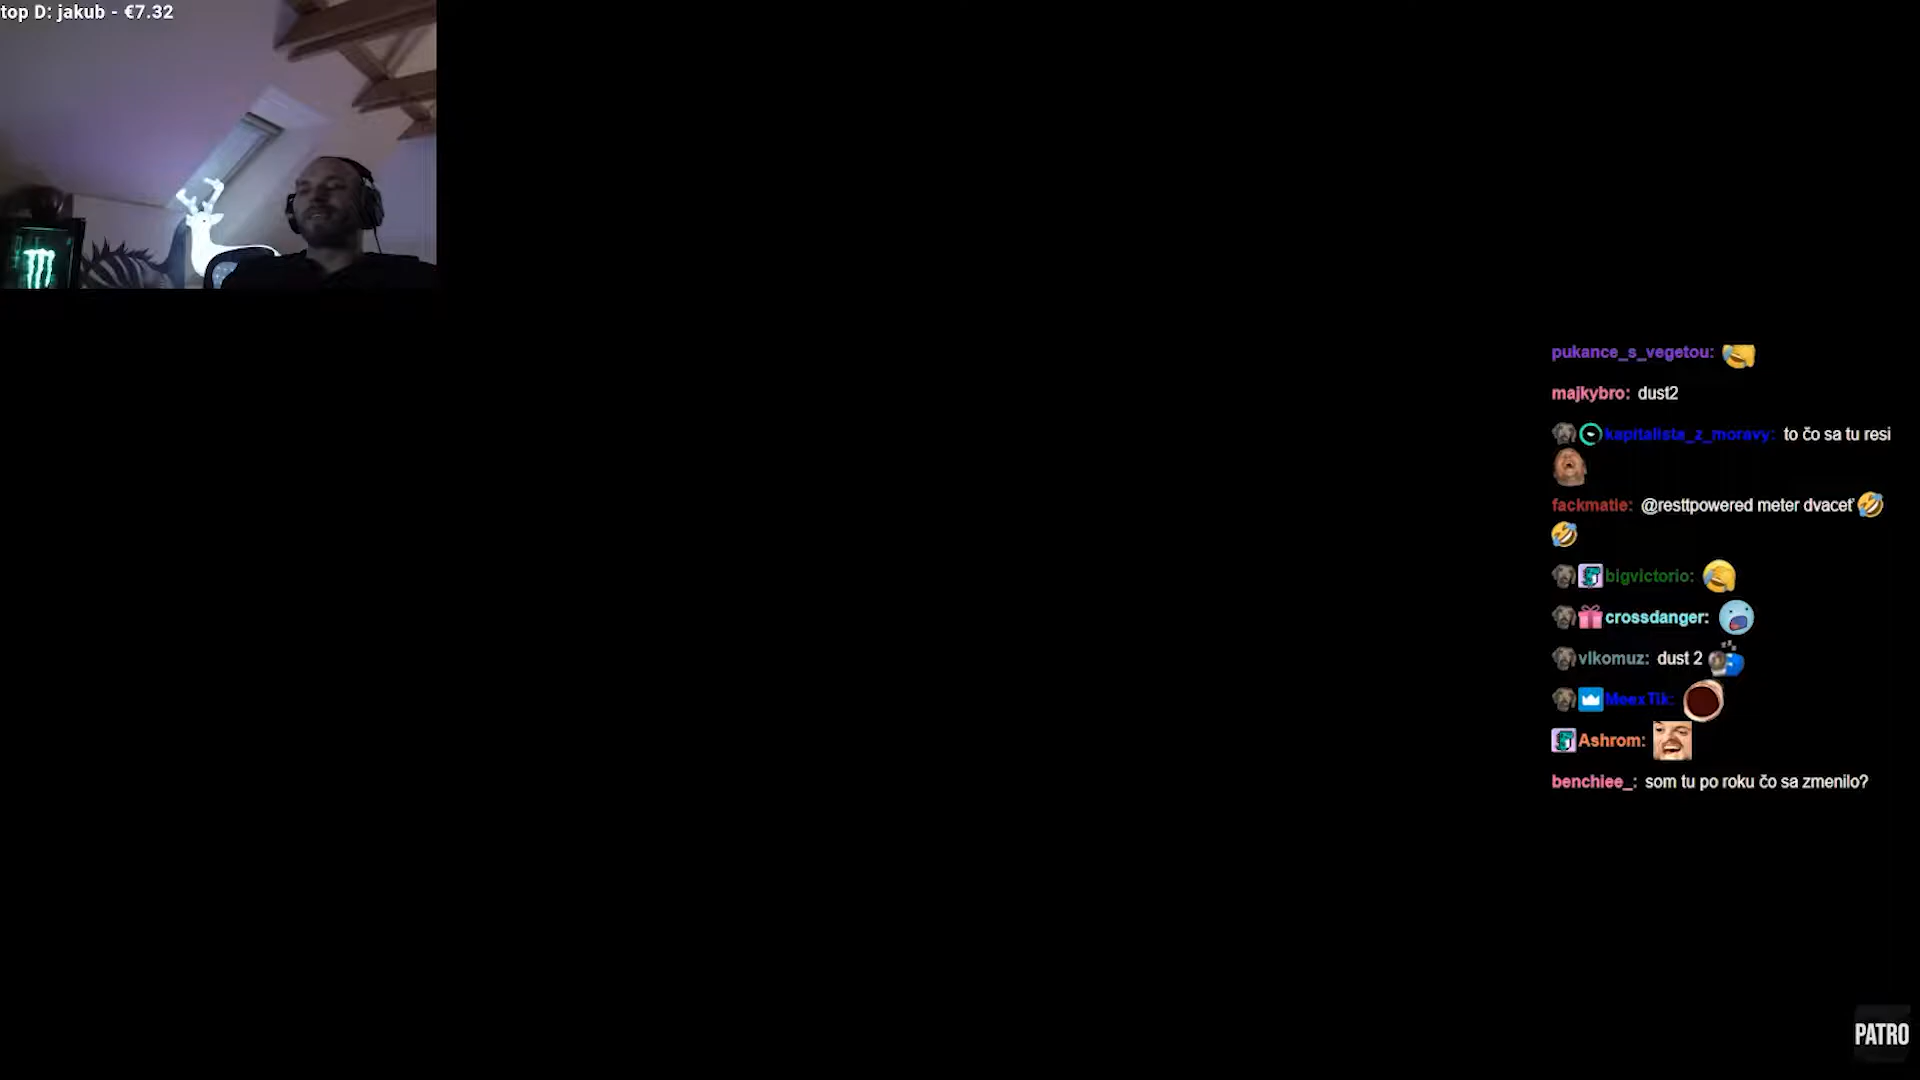 top D: jakub - €7.32
pukance_s_vegetou:
majkybro: dust2
kapitalista_z_moravy: to čo sa tu resi
fackmatie: @resttpowered meter dvaceť
bigvictorio:
crossdanger:
vlkomuz: dust 2
MeexTik:
Ashrom:
benchiee_: som tu po roku čo sa zmenilo?
PATRO